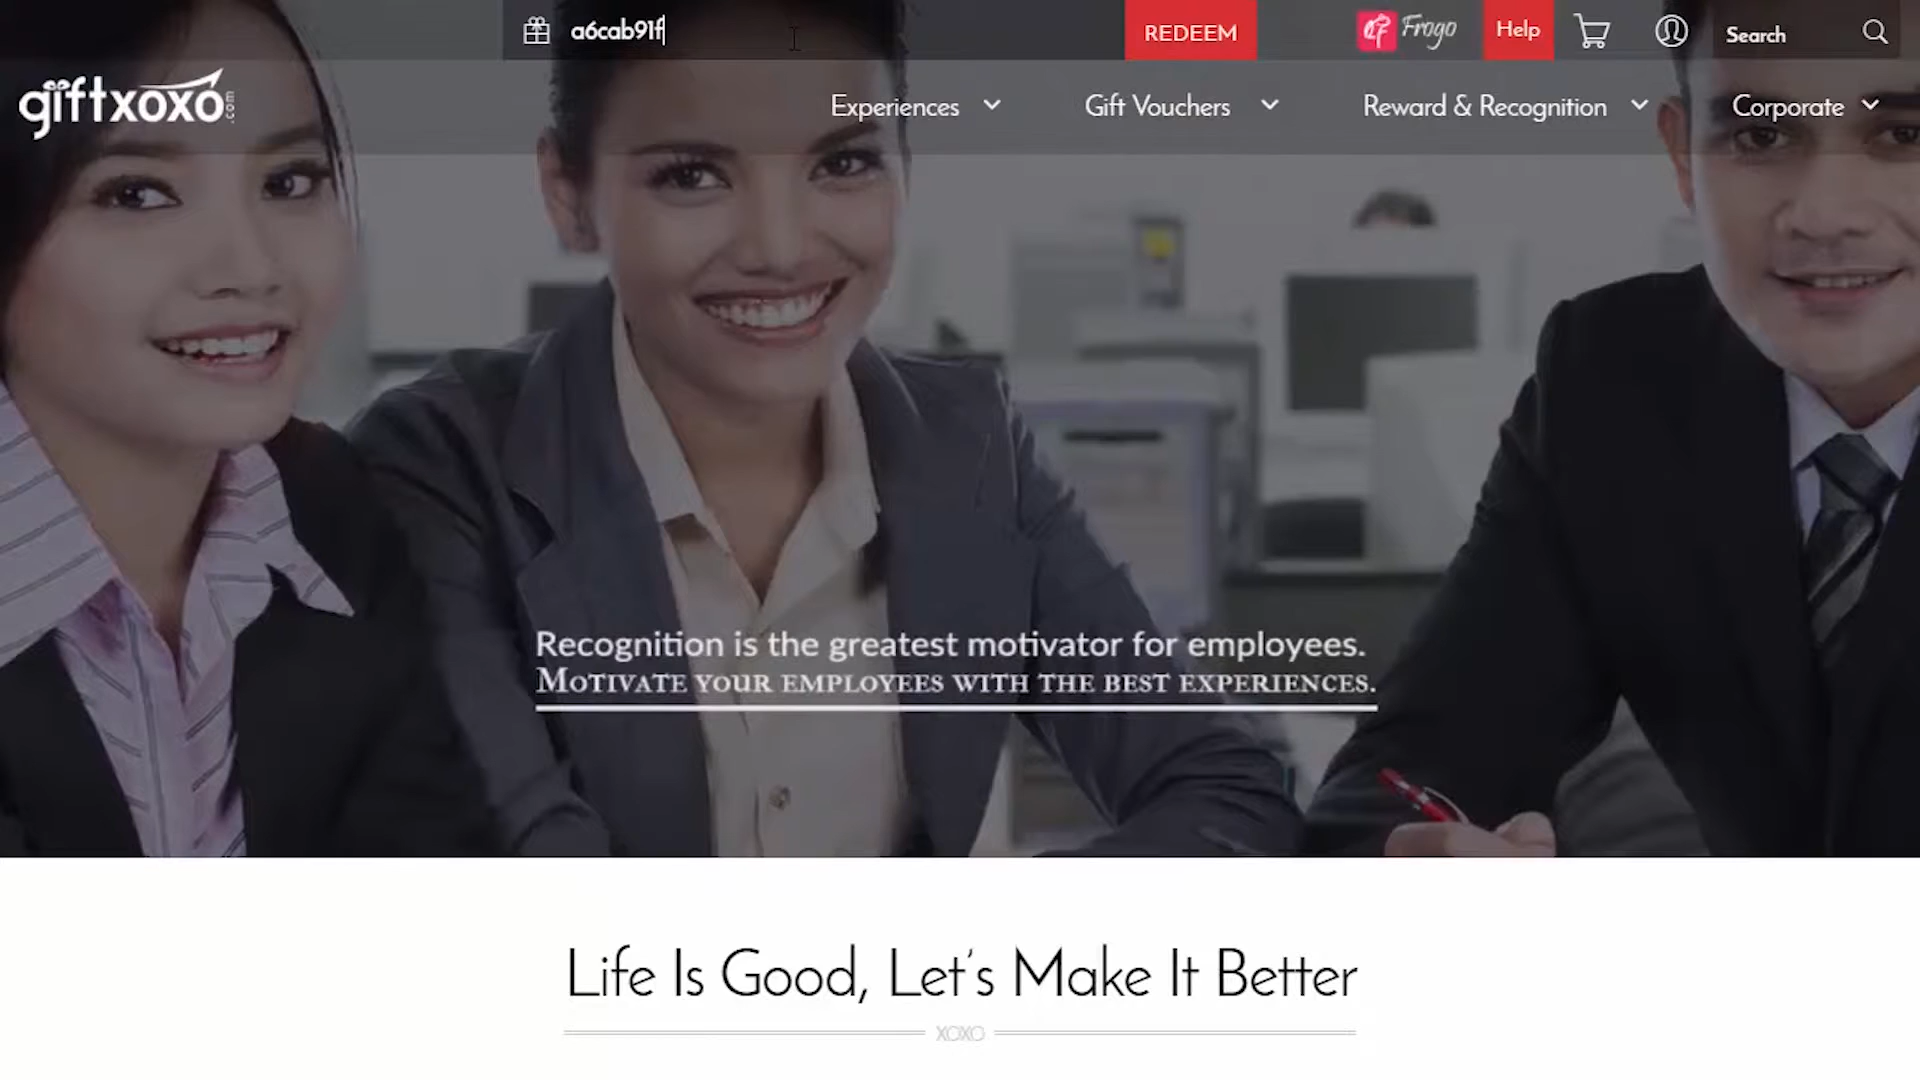 a6cab91f
REDEEM
Frogo
Help
Search
giftxoxo.com
Experiences
Gift Vouchers
Reward & Recognition
Corporate
Recognition is the greatest motivator for employees.
MOTIVATE YOUR EMPLOYEES WITH THE BEST EXPERIENCES.
Life Is Good, Let's Make It Better
XOXO